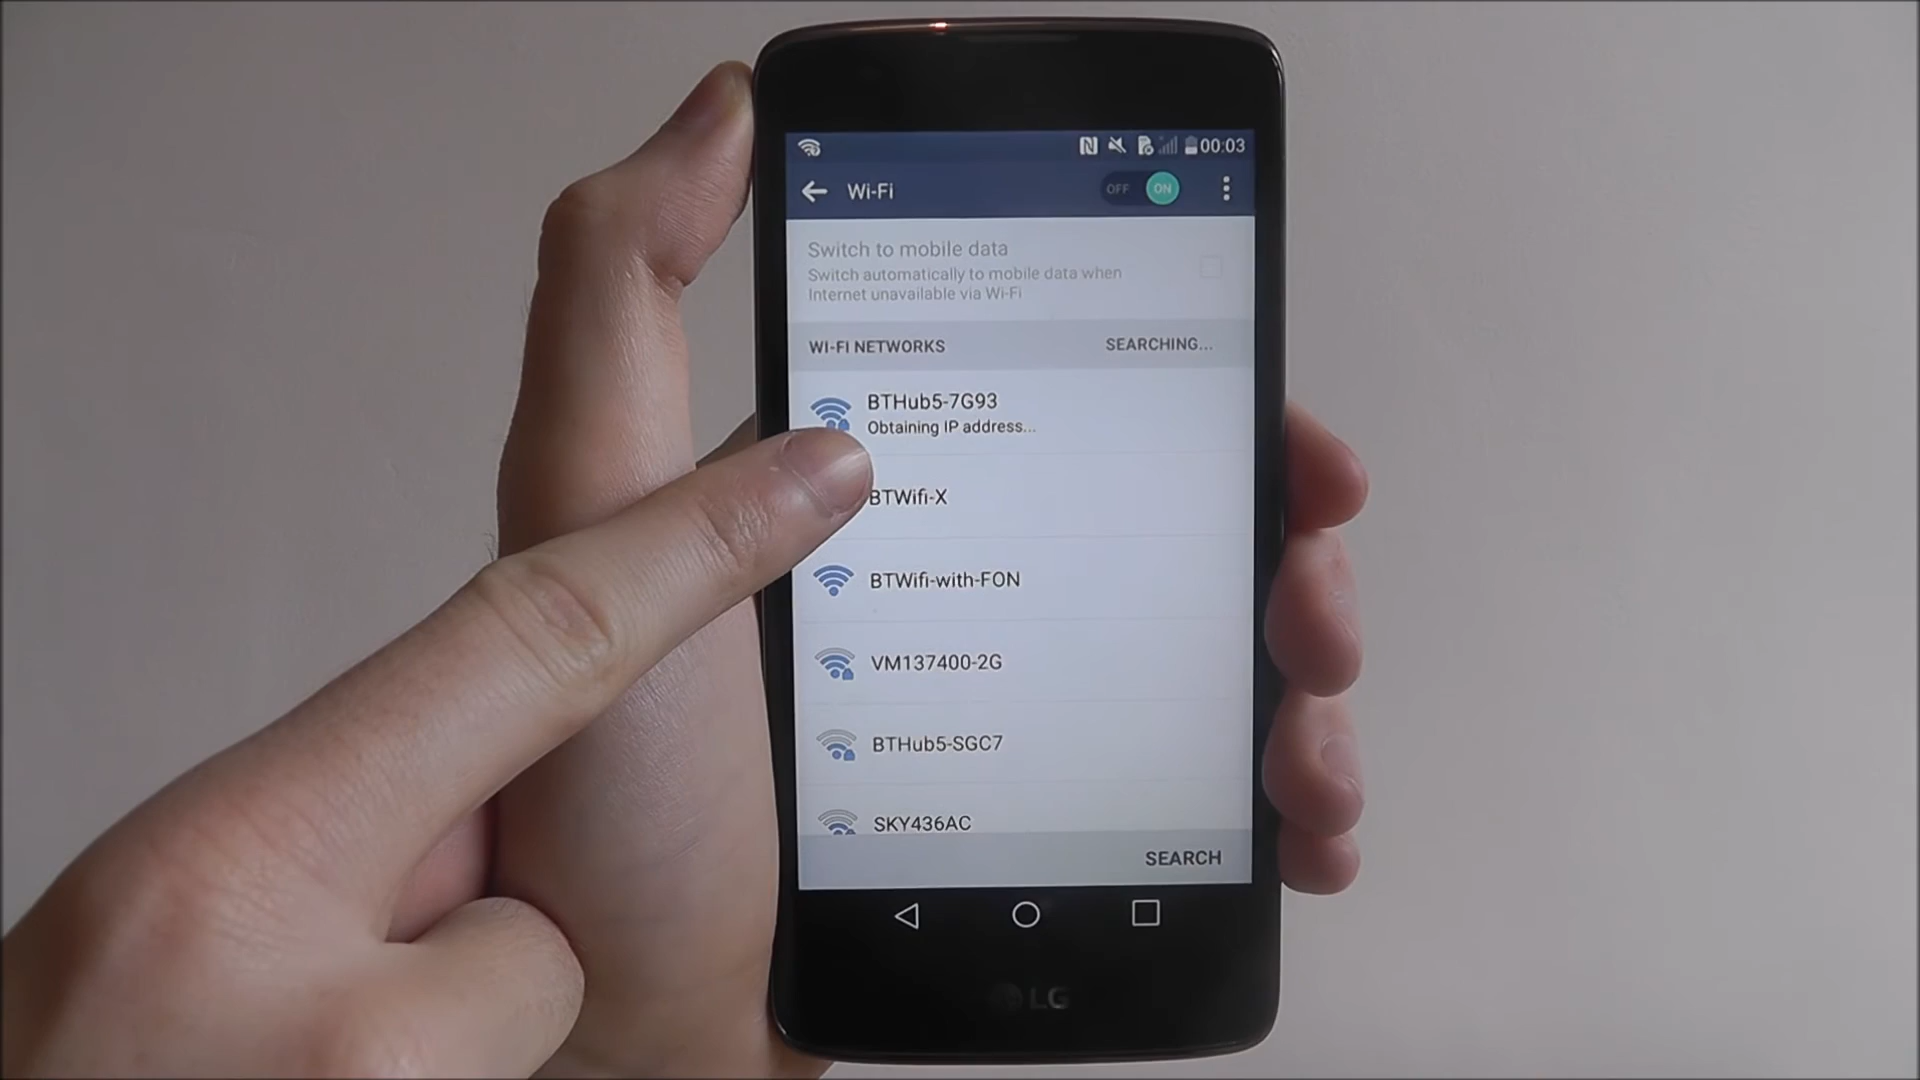 00:03
Wi-Fi
OFF ON
Switch to mobile data
Switch automatically to mobile data when
Internet unavailable via Wi-Fi
WI-FI NETWORKS SEARCHING...
BTHub5-7G93
Obtaining IP address...
BTWifi-X
BTWifi-with-FON
VM137400-2G
BTHub5-SGC7
SKY436AC
SEARCH
LG